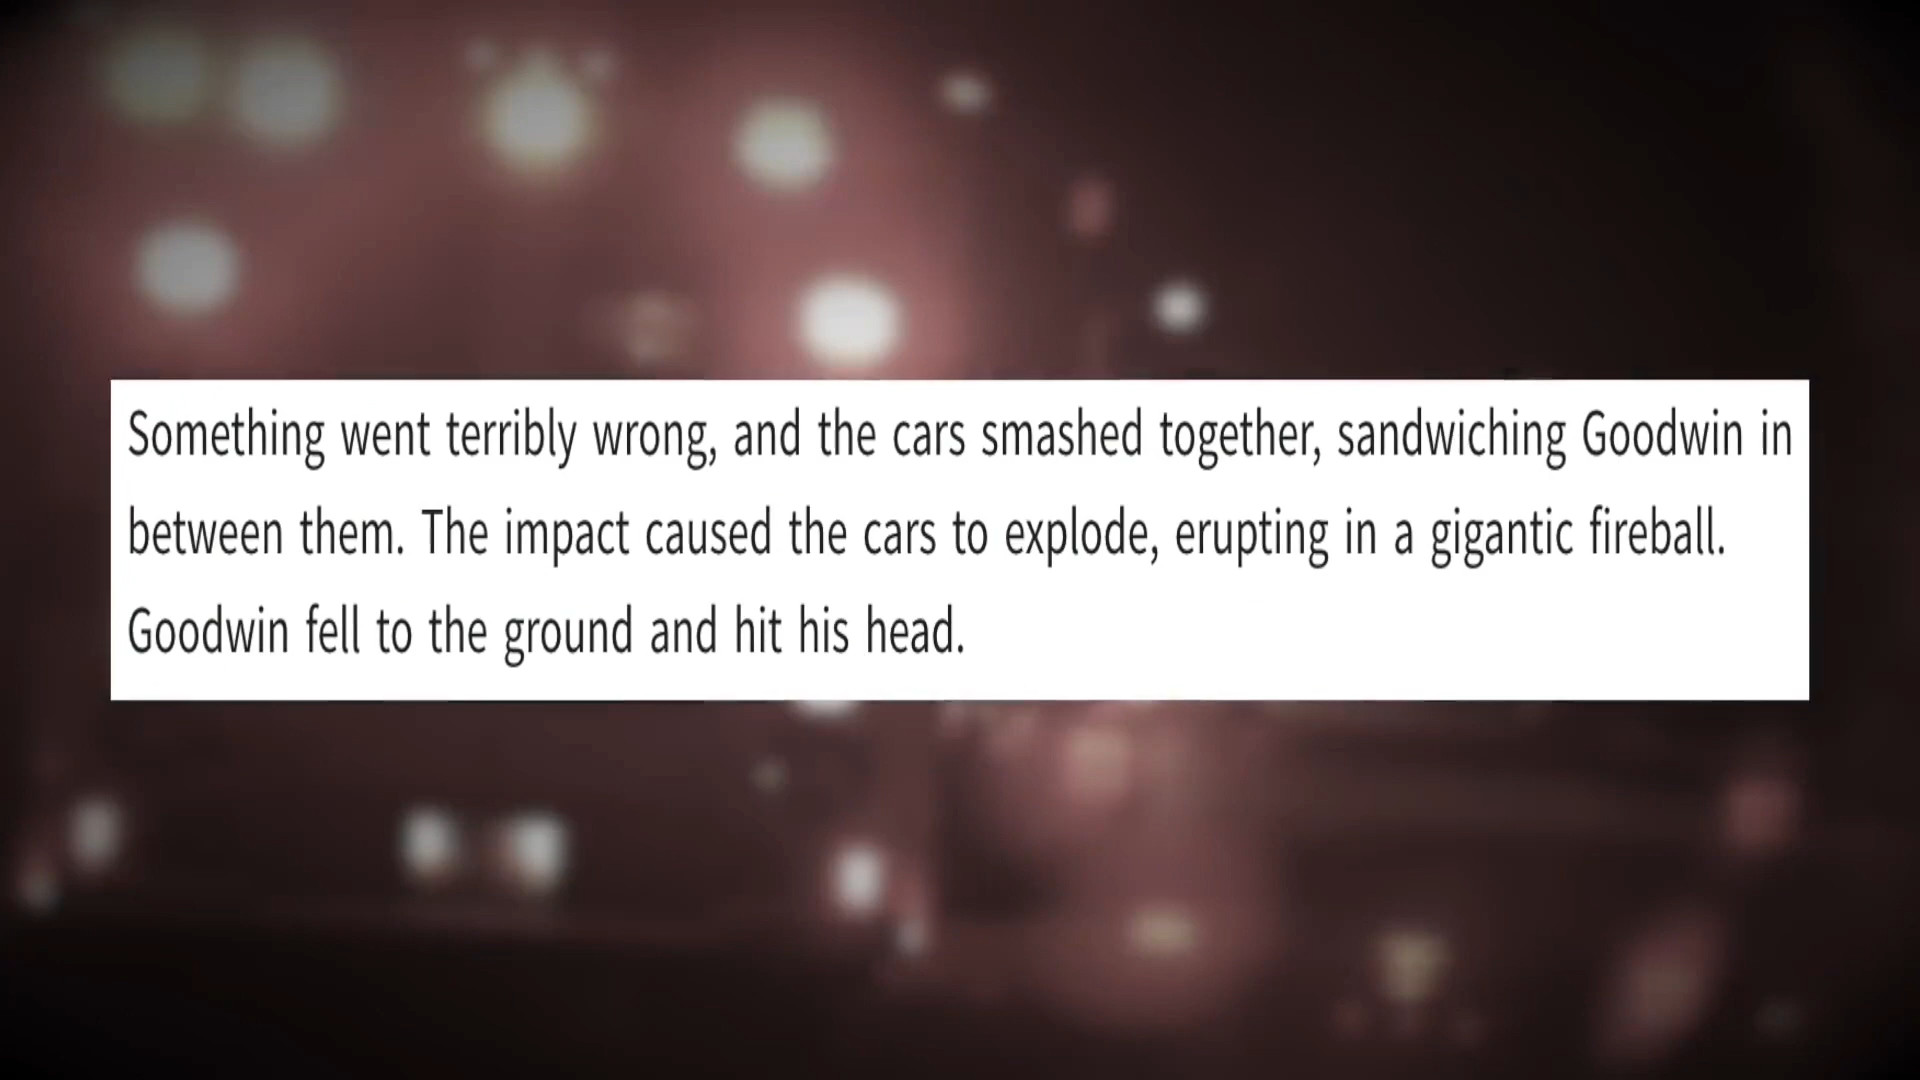 Something went terribly wrong, and the cars smashed together, sandwiching Goodwin in
between them. The impact caused the cars to explode, erupting in a gigantic fireball.
Goodwin fell to the ground and hit his head.